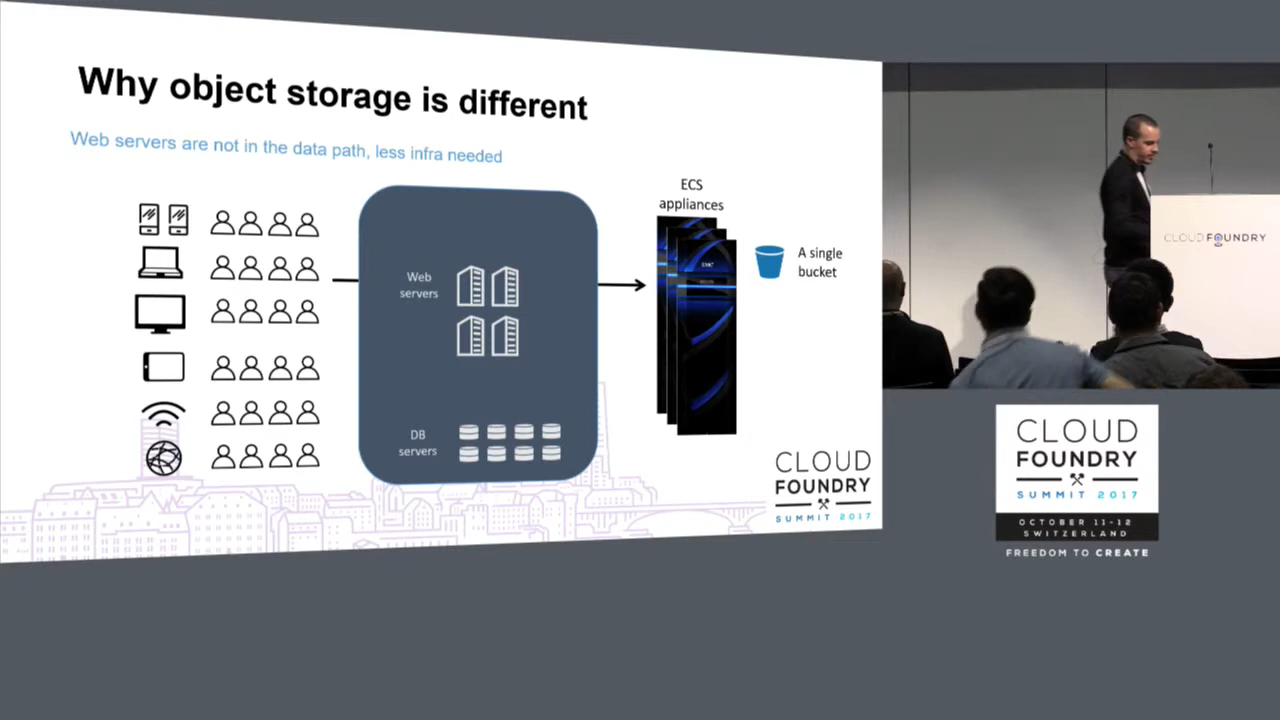 Why object storage is different
Web servers are not in the data path, less infra needed
ECS
appliances
A single
bucket
Web
servers
DB
servers
CLOUD
FOUNDRY
SUMMIT 2017
CLOUD FOUNDRY
CLOUD
FOUNDRY
SUMMIT 2017
OCTOBER 11-12
SWITZERLAND
FREEDOM TO CREATE